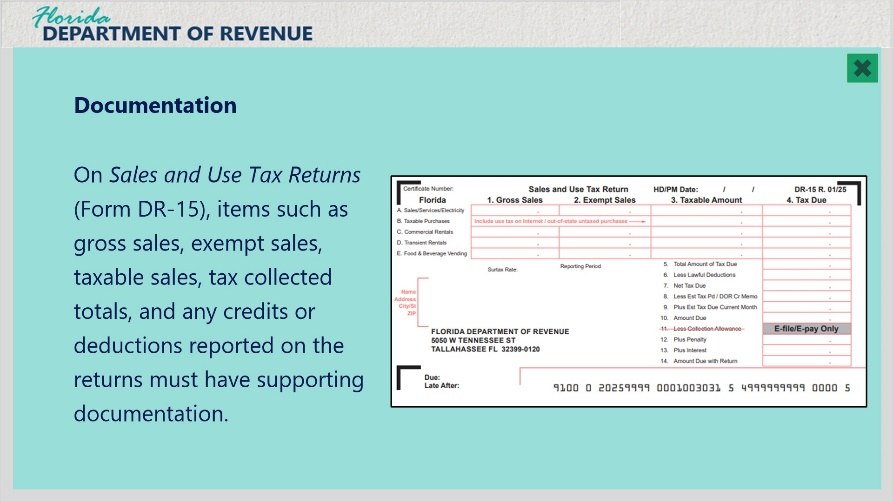 Florida
DEPARTMENT OF REVENUE
Documentation
On Sales and Use Tax Returns
(Form DR-15), items such as
gross sales, exempt sales,
taxable sales, tax collected
totals, and any credits or
deductions reported on the
returns must have supporting
documentation.
Certificate Number: Sales and Use Tax Return HD/PM Date: / / DR-15 R. 01/25
Florida 1. Gross Sales 2. Exempt Sales 3. Taxable Amount 4. Tax Due
A. Sales/Services/Electricity
B. Taxable Purchases Include use tax on Internet / out-of-state untaxed purchases
C. Commercial Rentals
D. Transient Rentals
E. Food & Beverage Vending
Surtax Rate: Reporting Period
5. Total Amount of Tax Due
6. Less Lawful Deductions
7. Net Tax Due
8. Less Est Tax Pd / DOR Cr Memo
9. Plus Est Tax Due Current Month
10. Amount Due
11. Less Collection Allowance E-file/E-pay Only
12. Plus Penalty
13. Plus Interest
14. Amount Due with Return
Name
Address
City/St
ZIP
FLORIDA DEPARTMENT OF REVENUE
5050 W TENNESSEE ST
TALLAHASSEE FL 32399-0120
Due:
Late After:
9100 0 20259999 0001003031 5 4999999999 0000 5